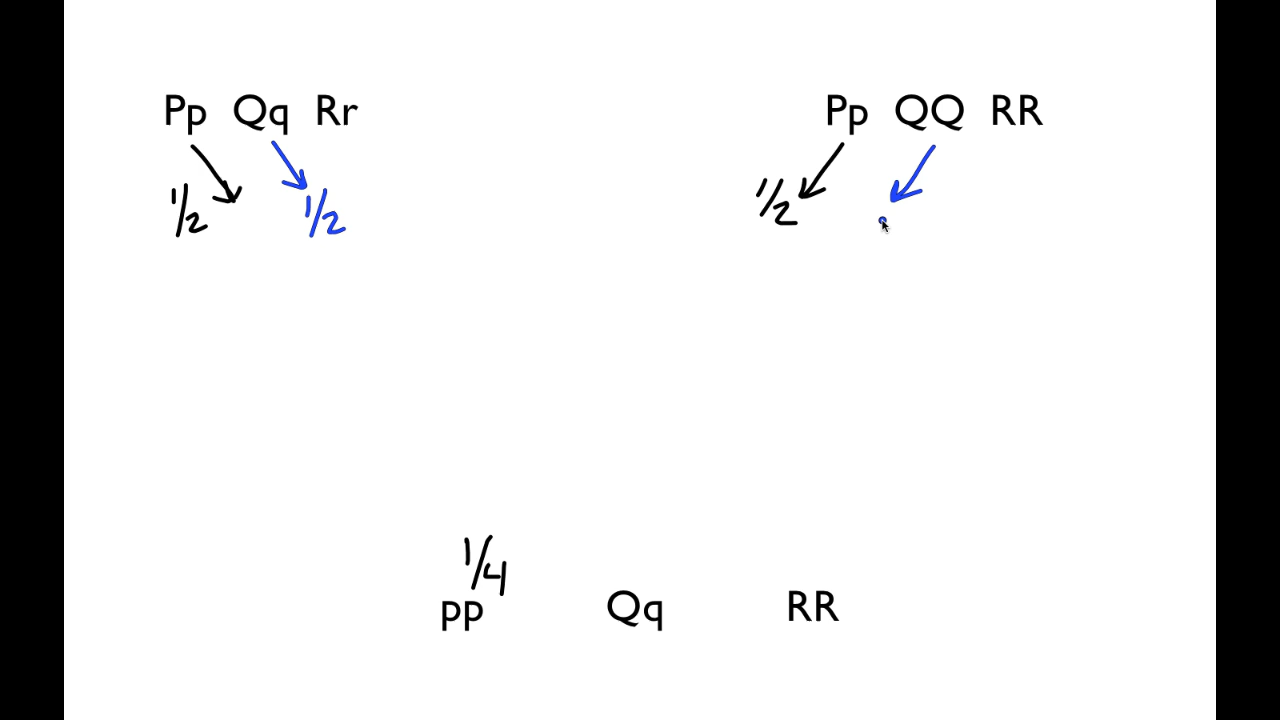 Pp Qq Rr
Pp QQ RR
1/2
1/2
1/2
1/4
pp Qq RR